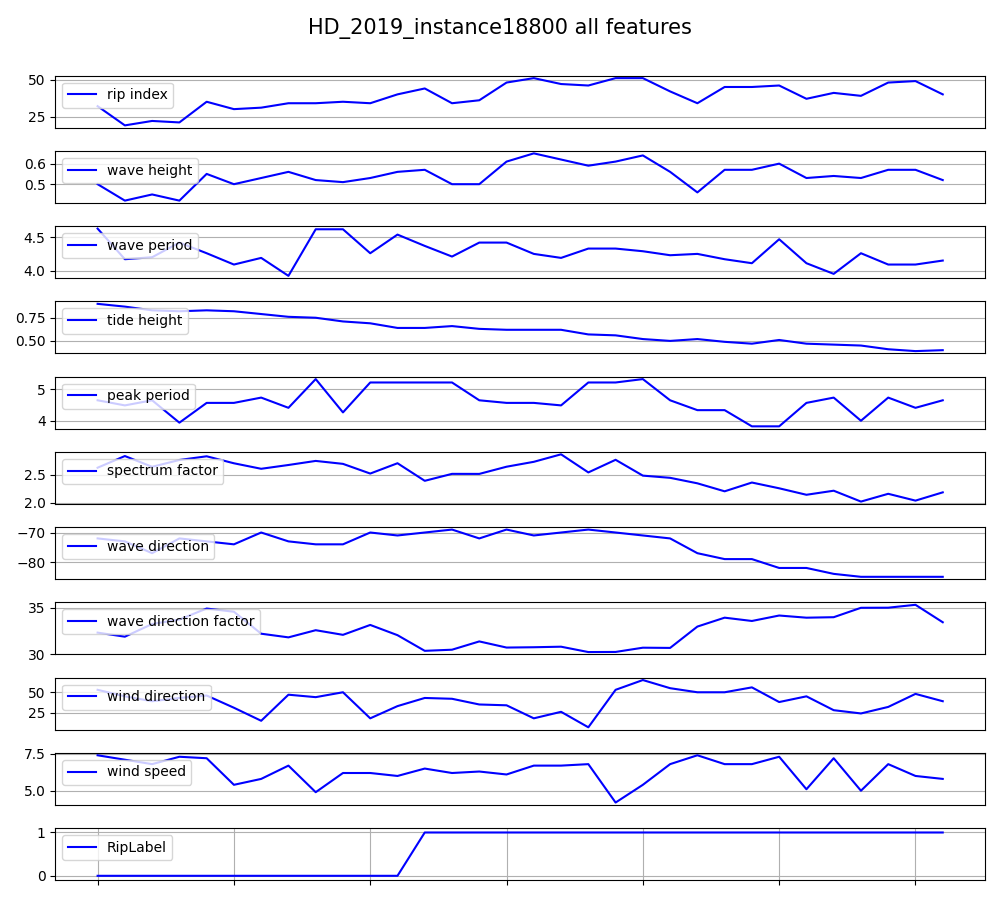 HD_2019_instance18800 all features
50
25
rip index
0.6
0.5
wave height
4.5
4.0
wave period
0.75
0.50
tide height
5
4
peak period
2.5
2.0
spectrum factor
−70
−80
wave direction
35
30
wave direction factor
50
25
wind direction
7.5
5.0
wind speed
1
0
RipLabel